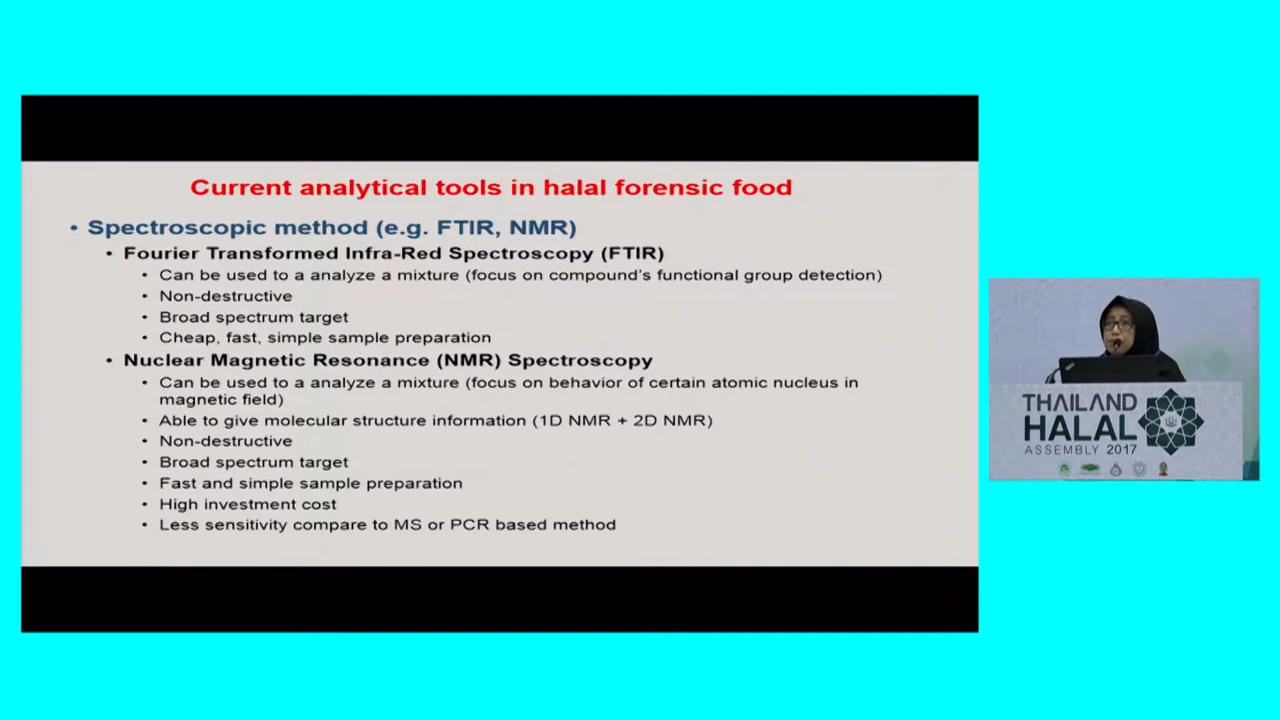 Current analytical tools in halal forensic food
• Spectroscopic method (e.g. FTIR, NMR)
• Fourier Transformed Infra-Red Spectroscopy (FTIR)
• Can be used to a analyze a mixture (focus on compound's functional group detection)
• Non-destructive
• Broad spectrum target
• Cheap, fast, simple sample preparation
• Nuclear Magnetic Resonance (NMR) Spectroscopy
• Can be used to a analyze a mixture (focus on behavior of certain atomic nucleus in
magnetic field)
• Able to give molecular structure information (1D NMR + 2D NMR)
• Non-destructive
• Broad spectrum target
• Fast and simple sample preparation
• High investment cost
• Less sensitivity compare to MS or PCR based method
THAILAND
HALAL
ASSEMBLY 2017